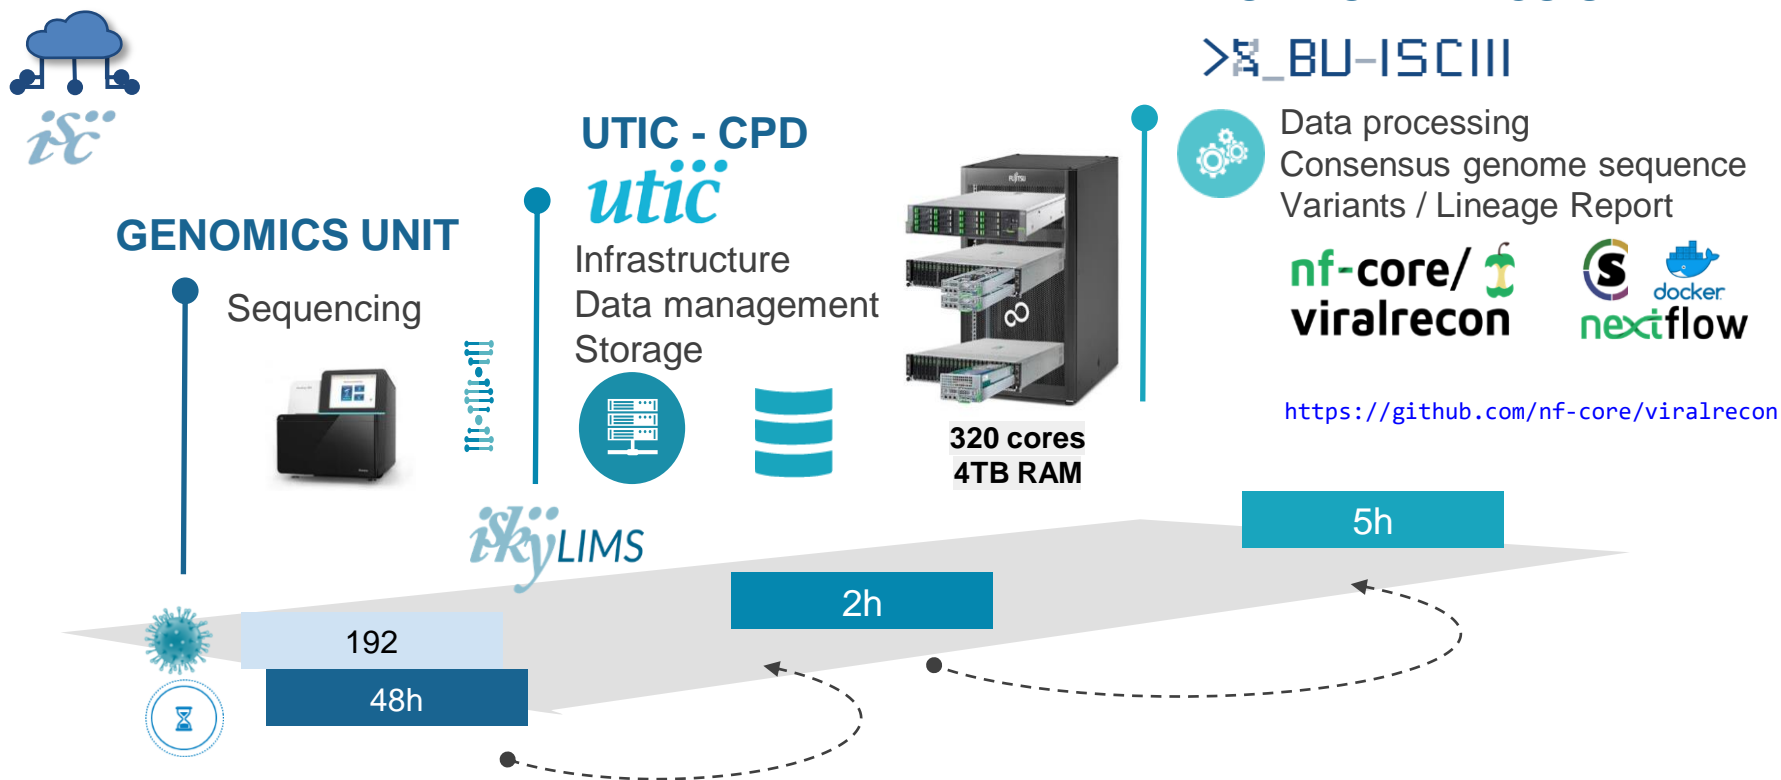 >_BU-ISCIII
isciii
UTIC - CPD
utic
Data processing
Consensus genome sequence
Variants / Lineage Report
GENOMICS UNIT
Infrastructure
Data management
Storage
Sequencing
FUJITSU
nf-core/
viralrecon
S
docker
nextflow
https://github.com/nf-core/viralrecon
320 cores
4TB RAM
iskyLIMS
5h
2h
192
48h